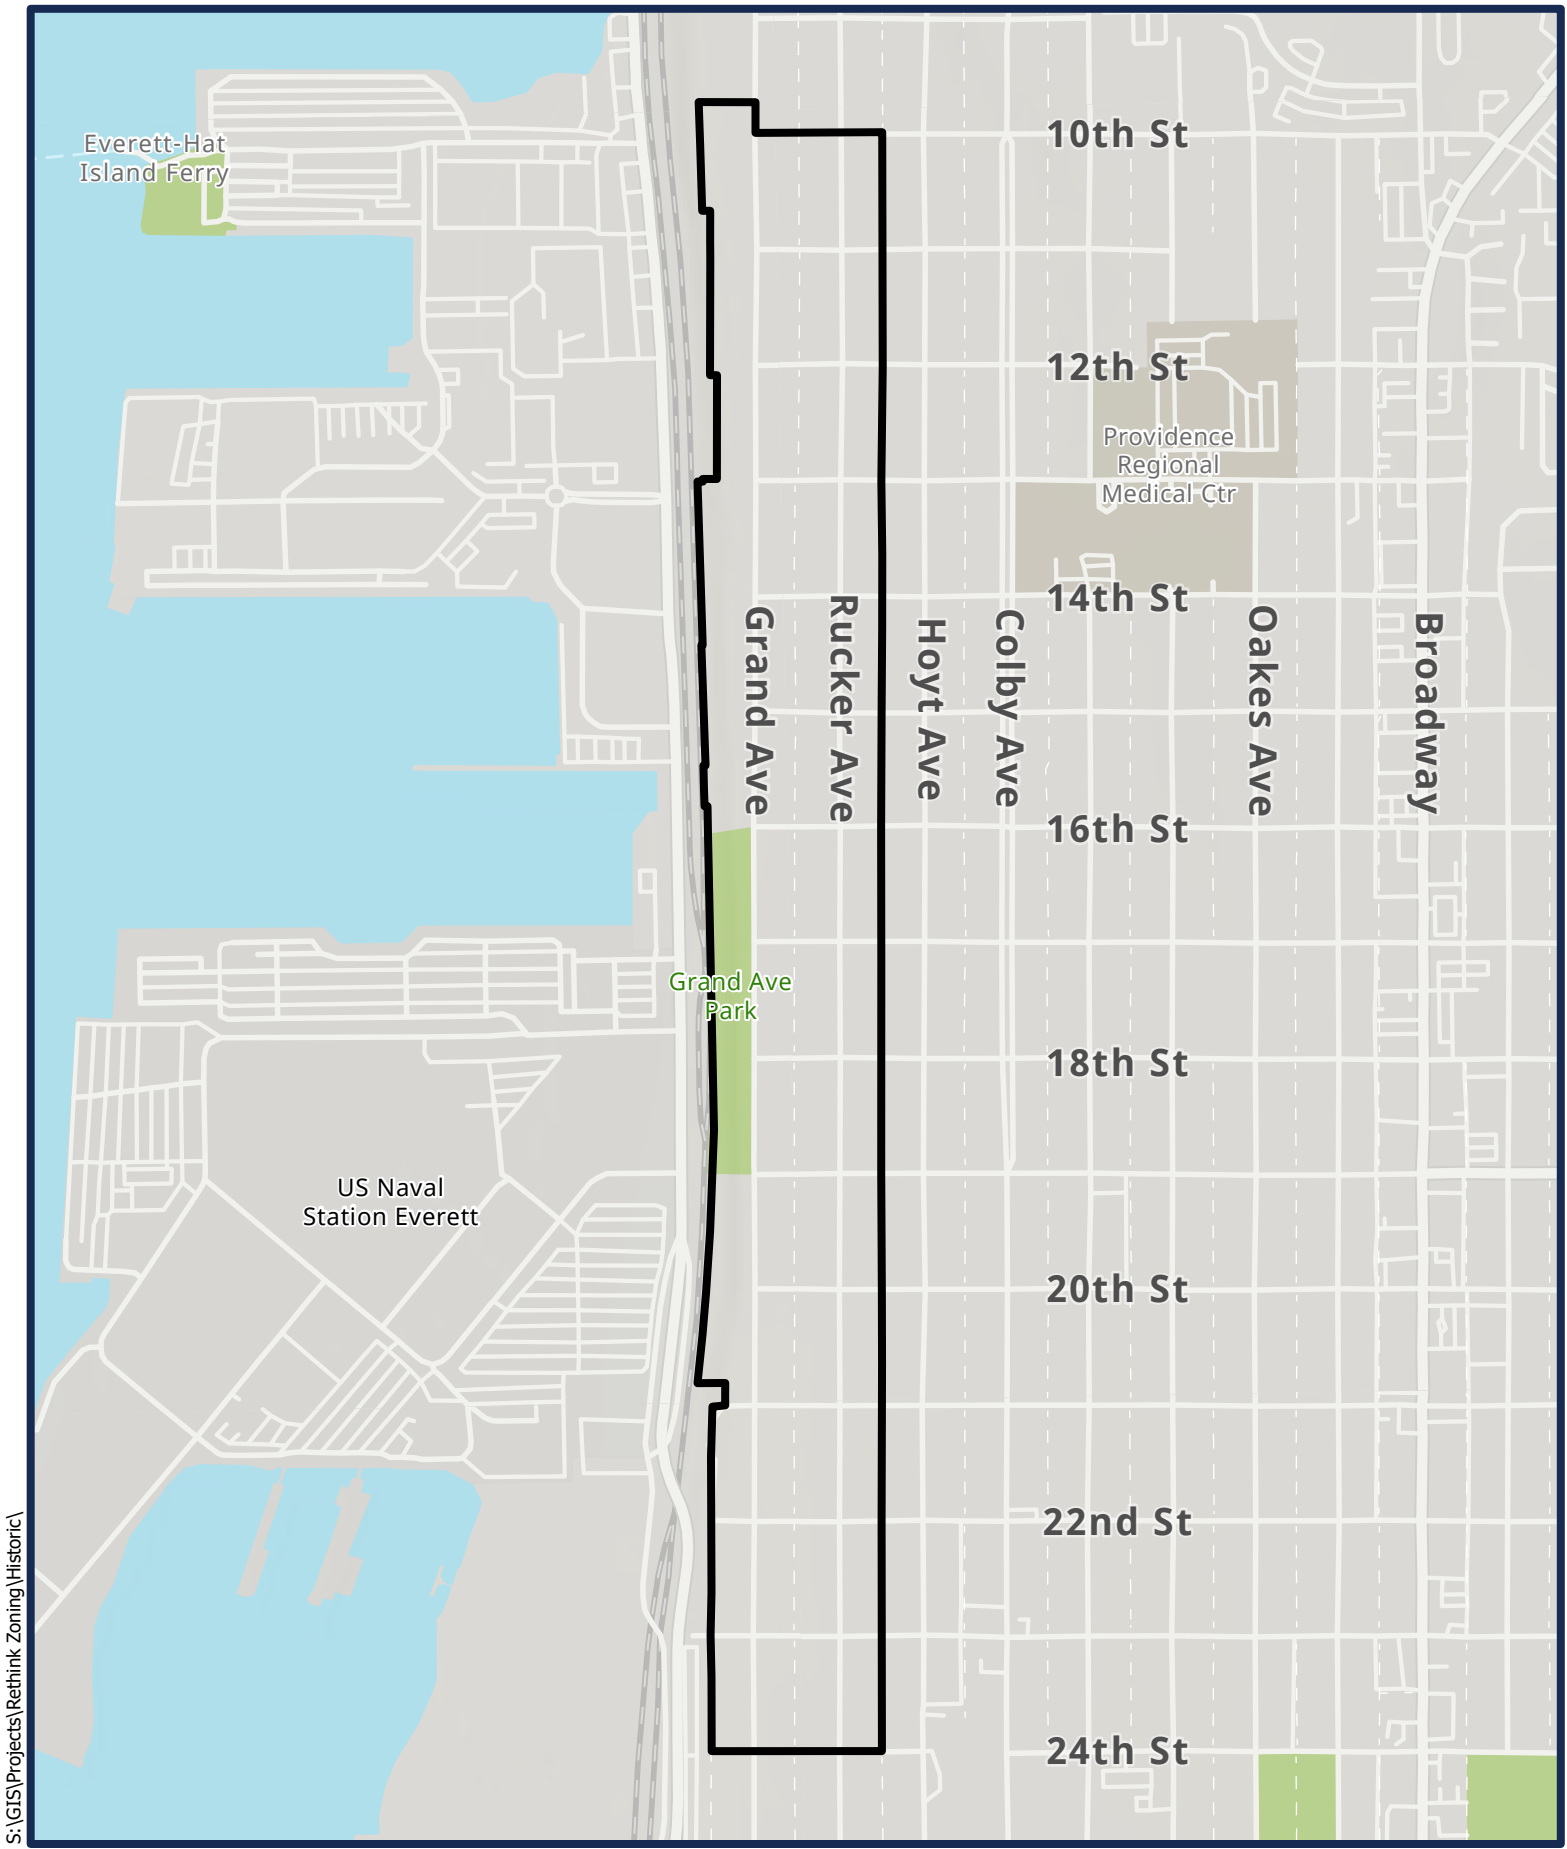 Everett-Hat
Island Ferry
10th St
12th St
Providence
Regional
Medical Ctr
14th St
Grand Ave
Rucker Ave
Hoyt Ave
Colby Ave
Oakes Ave
Broadway
16th St
Grand Ave
Park
18th St
US Naval
Station Everett
20th St
22nd St
24th St
S:\GIS\Projects\Rethink Zoning\Historic\